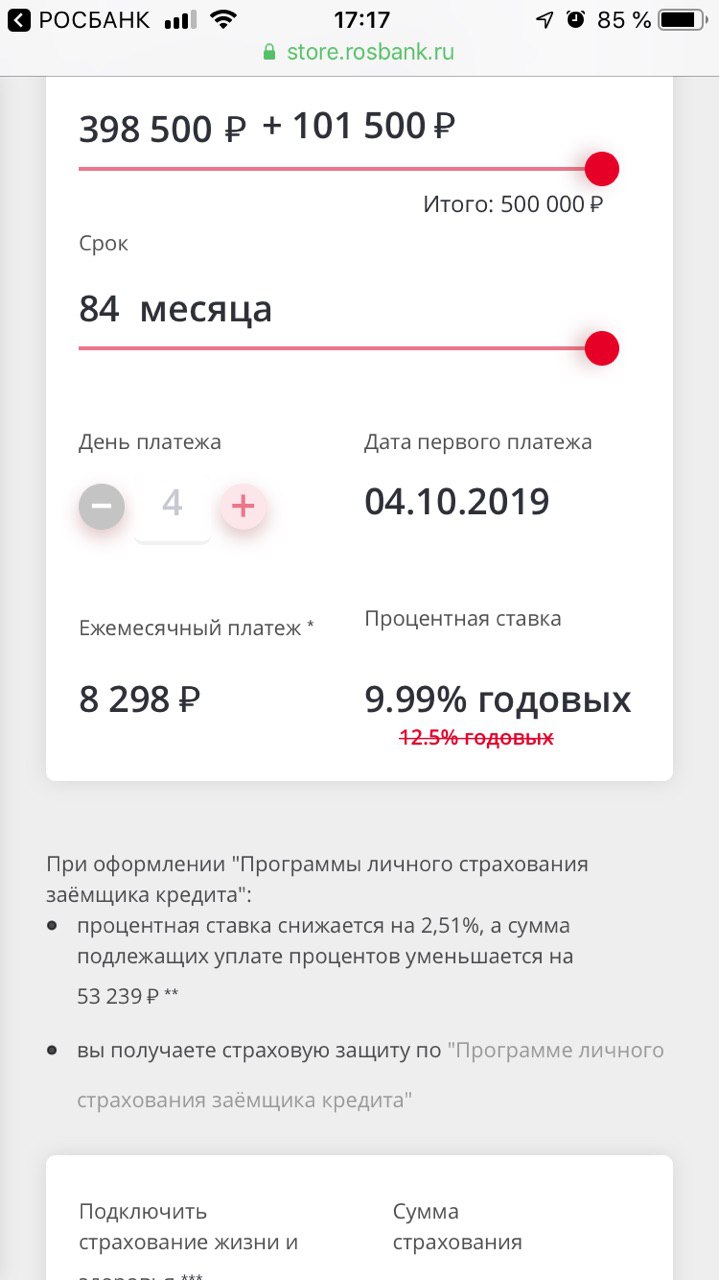 РОСБАНК 17:17 85 %
store.rosbank.ru
398 500 ₽ + 101 500 ₽
Итого: 500 000 ₽
Срок
84 месяца
День платежа Дата первого платежа
4 04.10.2019
Ежемесячный платеж * Процентная ставка
8 298 ₽ 9.99% годовых
12.5% годовых
При оформлении "Программы личного страхования
заёмщика кредита":
процентная ставка снижается на 2,51%, а сумма
подлежащих уплате процентов уменьшается на
53 239 ₽ **
вы получаете страховую защиту по "Программе личного
страхования заёмщика кредита"
Подключить Сумма
страхование жизни и страхования
здоровья ***